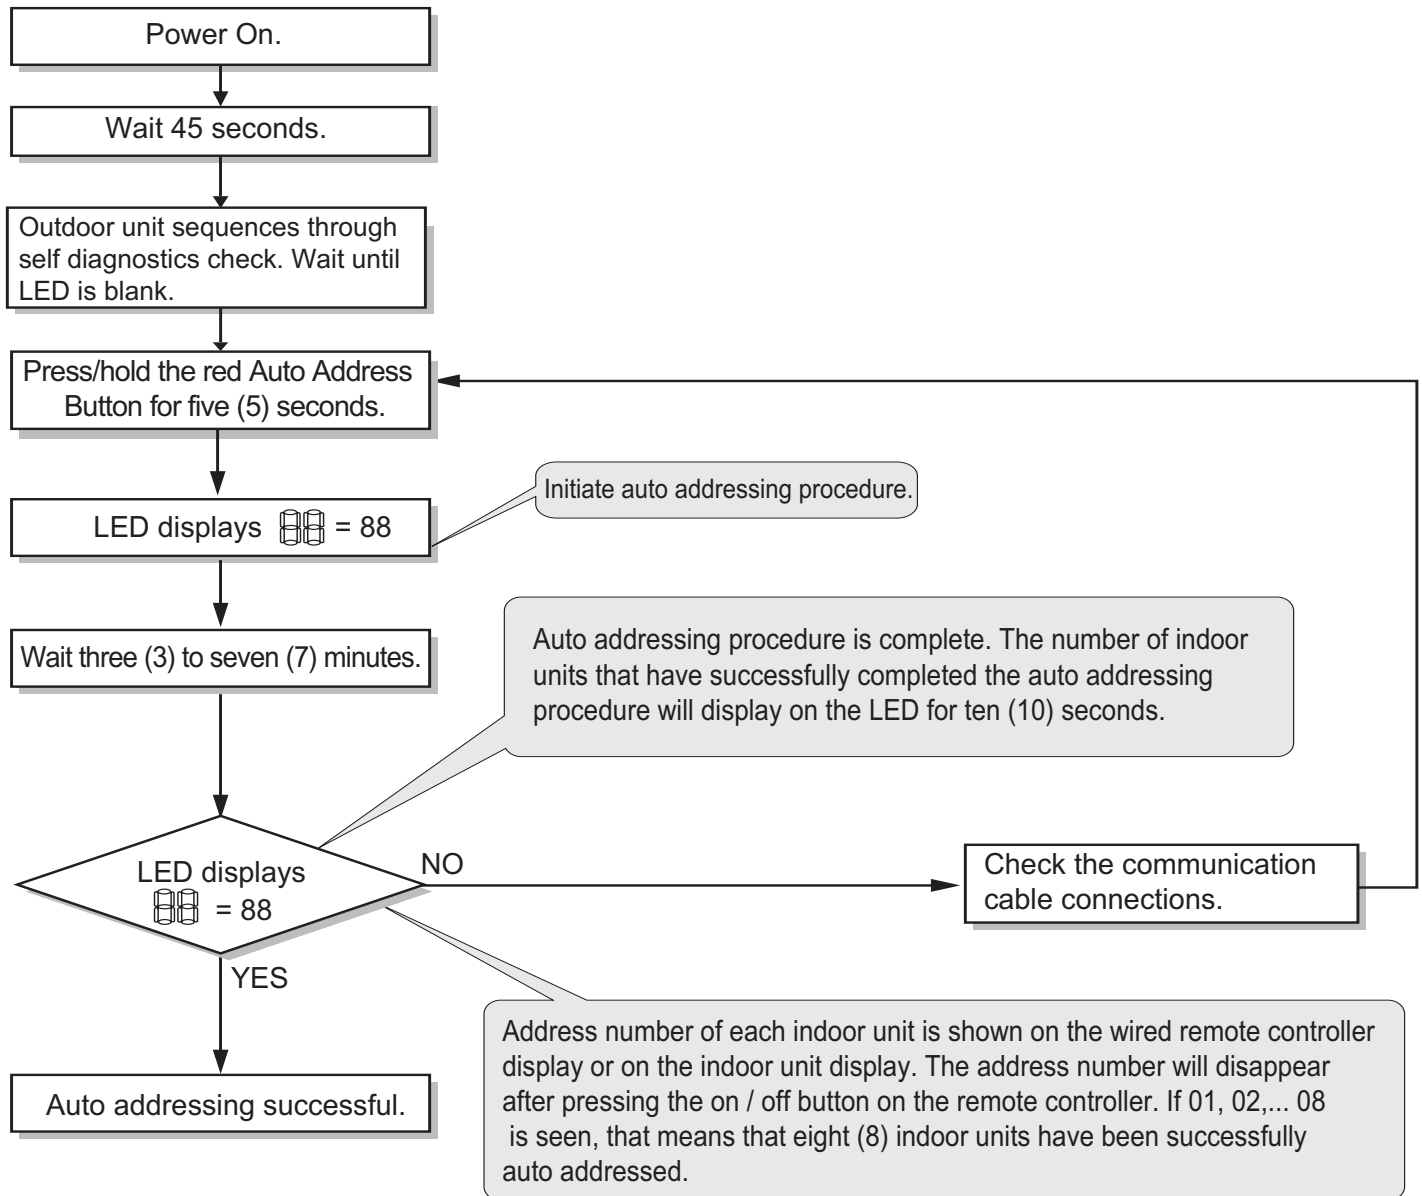 Power On.
Wait 45 seconds.
Outdoor unit sequences through
self diagnostics check. Wait until
LED is blank.
Press/hold the red Auto Address
Button for five (5) seconds.
Initiate auto addressing procedure.
LED displays 88 = 88
Wait three (3) to seven (7) minutes.
Auto addressing procedure is complete. The number of indoor
units that have successfully completed the auto addressing
procedure will display on the LED for ten (10) seconds.
LED displays
88 = 88
NO
Check the communication
cable connections.
YES
Auto addressing successful.
Address number of each indoor unit is shown on the wired remote controller
display or on the indoor unit display. The address number will disappear
after pressing the on / off button on the remote controller. If 01, 02,... 08
is seen, that means that eight (8) indoor units have been successfully
auto addressed.